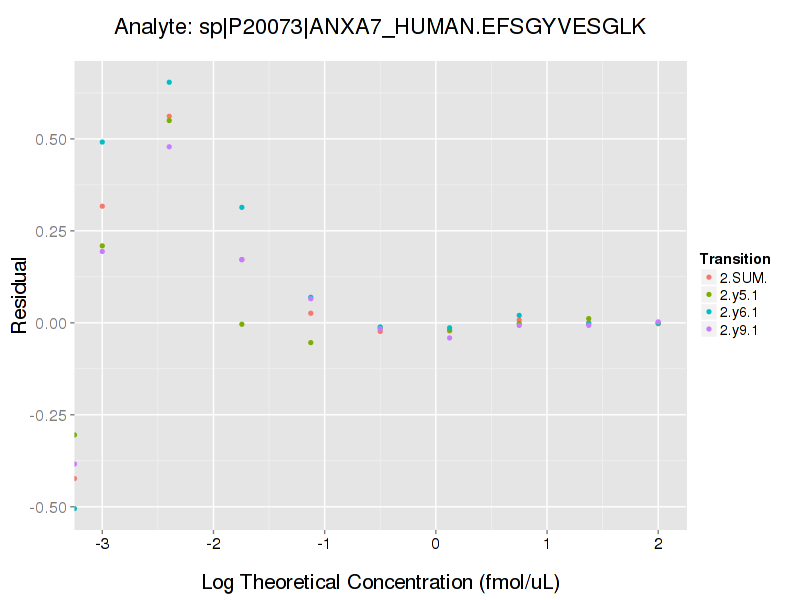 Analyte: sp|P20073|ANXA7_HUMAN.EFSGYVESGLK
0.50
0.25
0.00
-0.25
-0.50
Residual
-3 -2 -1 0 1 2
Log Theoretical Concentration (fmol/uL)
Transition
2.SUM.
2.y5.1
2.y6.1
2.y9.1